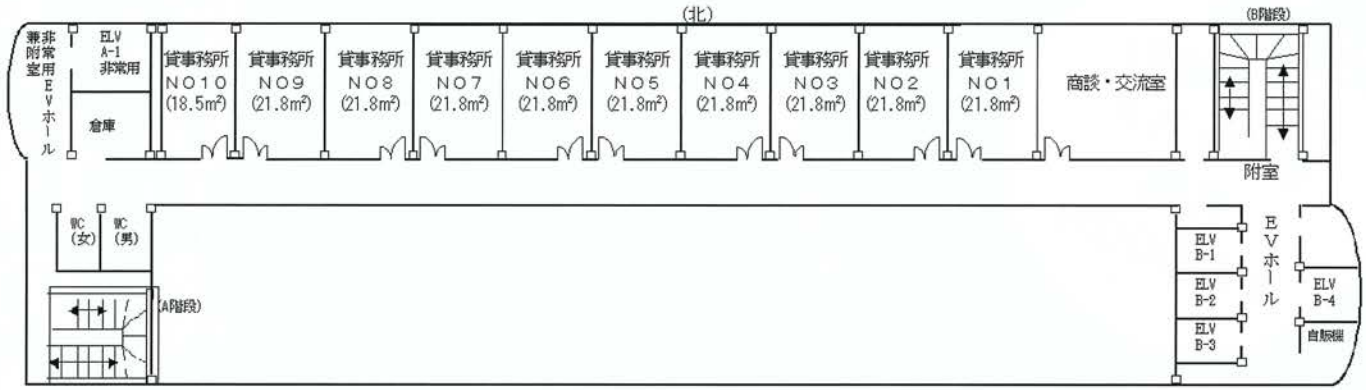 (北)
(B階段)
非常用EVホール
兼附室
ELV
A-1
非常用
倉庫
貸事務所
NO10
(18.5m²)
貸事務所
NO9
(21.8m²)
貸事務所
NO8
(21.8m²)
貸事務所
NO7
(21.8m²)
貸事務所
NO6
(21.8m²)
貸事務所
NO5
(21.8m²)
貸事務所
NO4
(21.8m²)
貸事務所
NO3
(21.8m²)
貸事務所
NO2
(21.8m²)
貸事務所
NO1
(21.8m²)
商談・交流室
附室
WC
(女)
WC
(男)
(A階段)
EVホール
ELV
B-1
ELV
B-2
ELV
B-3
ELV
B-4
自販機